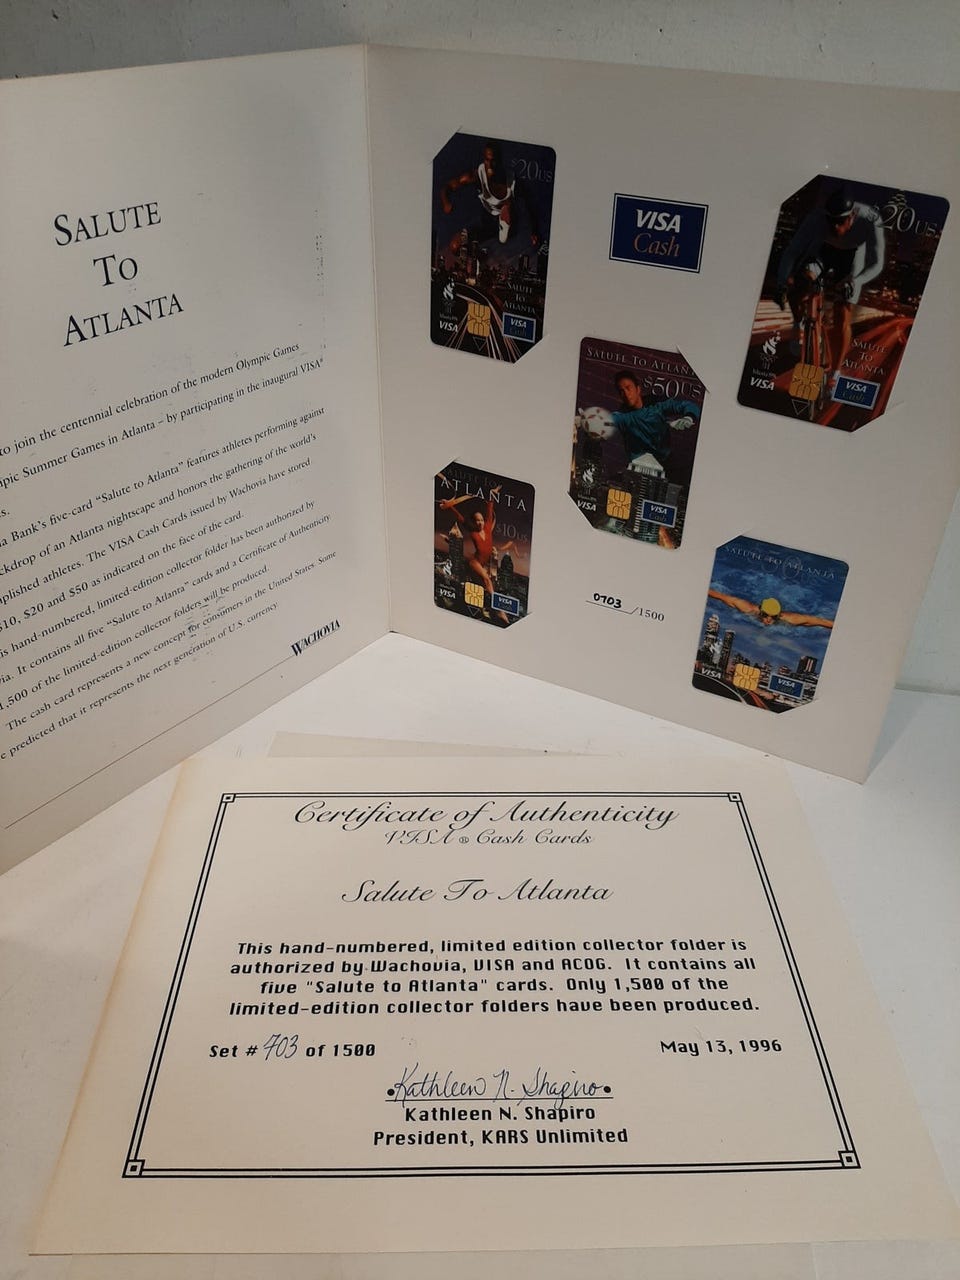 SALUTE
TO
ATLANTA
to join the centennial celebration of the modern Olympic Games
Summer Games in Atlanta – by participating in the inaugural VISA®
Bank's five-card "Salute to Atlanta" features athletes performing against
of an Atlanta nightscape and honors the gathering of the world's
athletes. The VISA Cash Cards issued by Wachovia have stored
$20 and $50 as indicated on the face of the card.
hand-numbered, limited-edition collector folder has been authorized by
It contains all five "Salute to Atlanta" cards and a Certificate of Authenticity.
1,500 of the limited-edition collector folders will be produced.
The cash card represents a new concept for consumers in the United States. Some
predicted that it represents the next generation of U.S. currency.
WACHOVIA
$20US
SALUTE
TO
ATLANTA
VISA
VISA
Cash
VISA
Cash
$20US
SALUTE
TO
ATLANTA
VISA
VISA
Cash
SALUTE TO ATLAN
$50US
VISA
VISA
Cash
SALUTE TO
ATLANTA
$10US
VISA
VISA
Cash
0703 /1500
SALUTE TO ATLANTA
VISA
VISA
Cash
Certificate of Authenticity
VISA ® Cash Cards
Salute To Atlanta
This hand-numbered, limited edition collector folder is
authorized by Wachovia, VISA and ACOG. It contains all
five "Salute to Atlanta" cards. Only 1,500 of the
limited-edition collector folders have been produced.
Set # 703 of 1500
May 13, 1996
Kathleen N. Shapiro
Kathleen N. Shapiro
President, KARS Unlimited